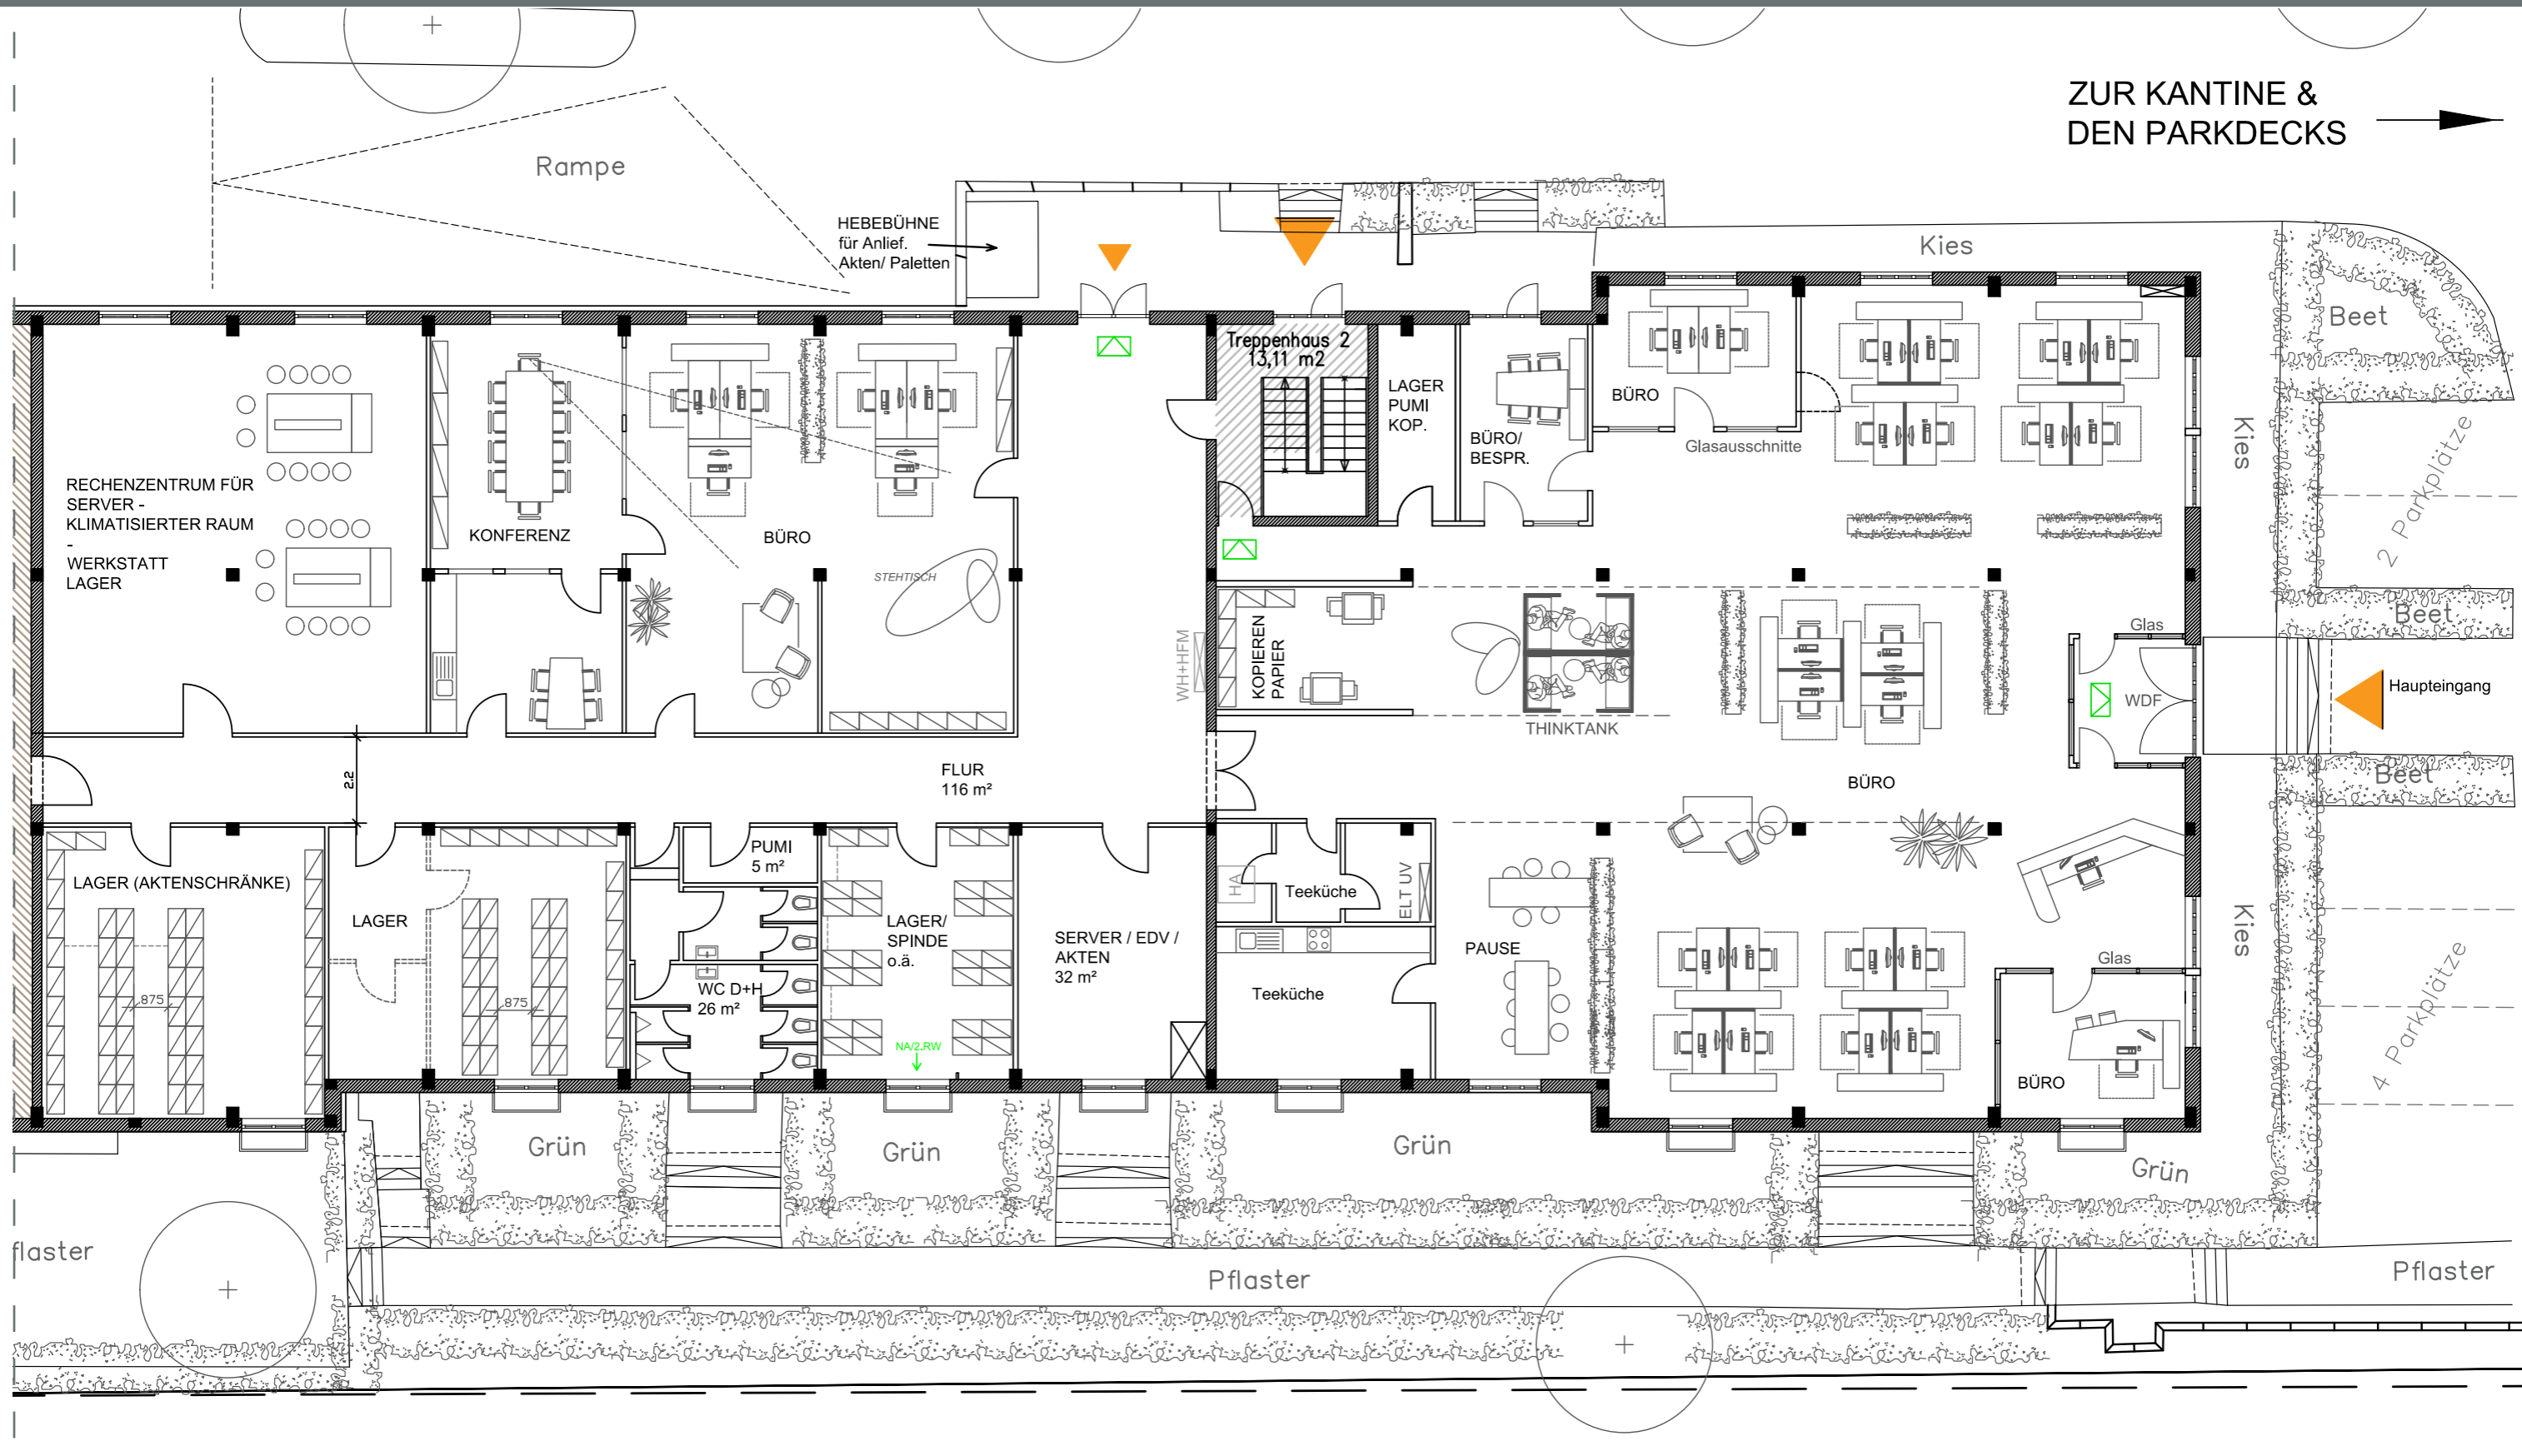 ZUR KANTINE &
DEN PARKDECKS
Rampe
HEBEBÜHNE
für Anlief.
Akten/ Paletten
Kies
Beet
Treppenhaus 2
13,11 m2
LAGER
PUMI
KOP.
BÜRO/
BESPR.
BÜRO
Glasausschnitte
Kies
2 Parkplätze
RECHENZENTRUM FÜR
SERVER -
KLIMATISIERTER RAUM
-
WERKSTATT
LAGER
KONFERENZ
BÜRO
STEHTISCH
WH+HFM
KOPIEREN
PAPIER
THINKTANK
Glas
Beet
WDF
Haupteingang
2.2
FLUR
116 m²
BÜRO
Beet
LAGER (AKTENSCHRÄNKE)
875
LAGER
875
PUMI
5 m²
WC D+H
26 m²
LAGER/
SPINDE
o.ä.
NA/2.RW
SERVER / EDV /
AKTEN
32 m²
HA
Teeküche
ELT UV
Teeküche
PAUSE
Glas
BÜRO
Kies
4 Parkplätze
Grün
Grün
Grün
Grün
flaster
Pflaster
Pflaster